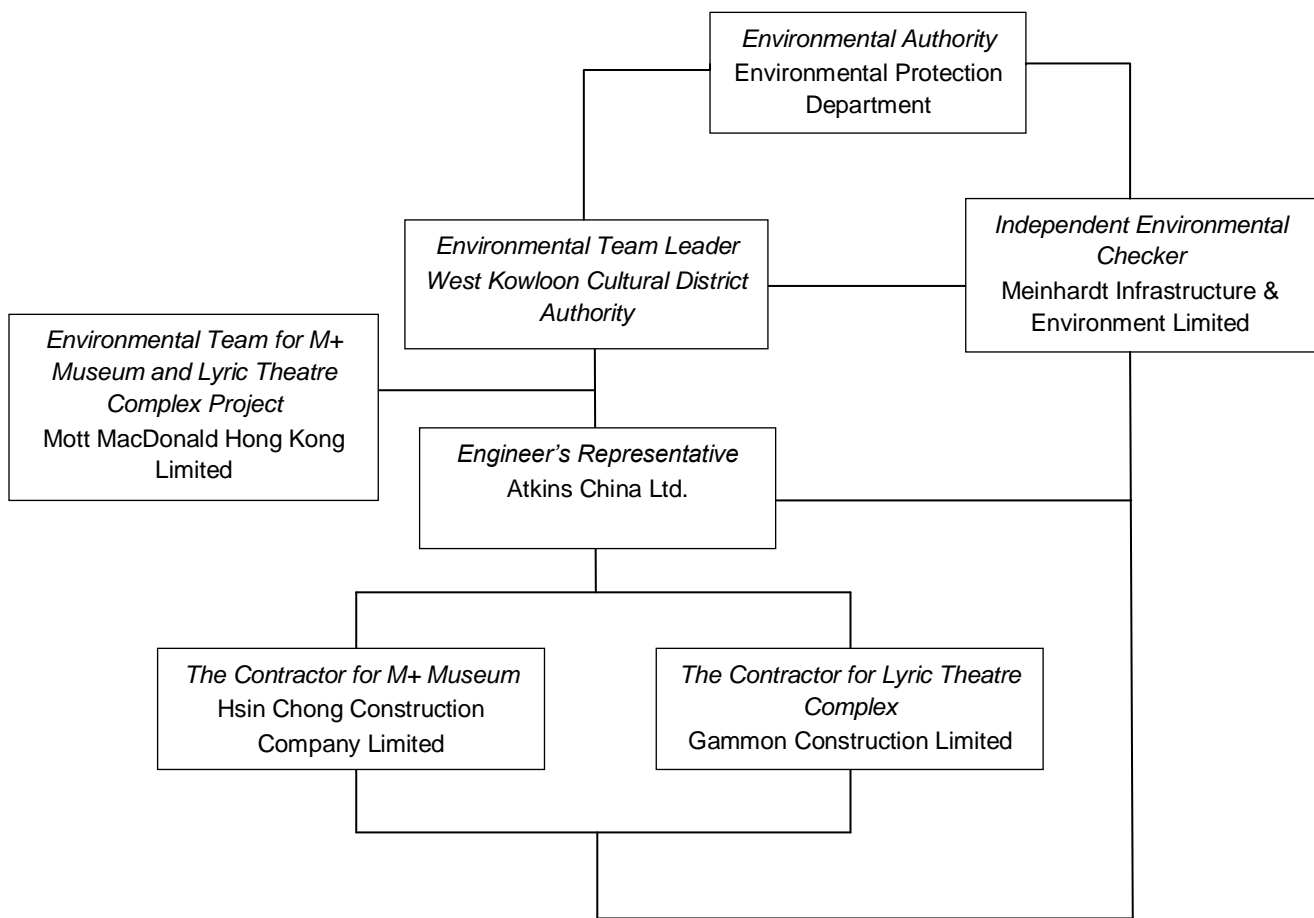 Environmental Authority
Environmental Protection
Department
Environmental Team Leader
West Kowloon Cultural District
Authority
Independent Environmental
Checker
Meinhardt Infrastructure &
Environment Limited
Environmental Team for M+
Museum and Lyric Theatre
Complex Project
Mott MacDonald Hong Kong
Limited
Engineer’s Representative
Atkins China Ltd.
The Contractor for M+ Museum
Hsin Chong Construction
Company Limited
The Contractor for Lyric Theatre
Complex
Gammon Construction Limited